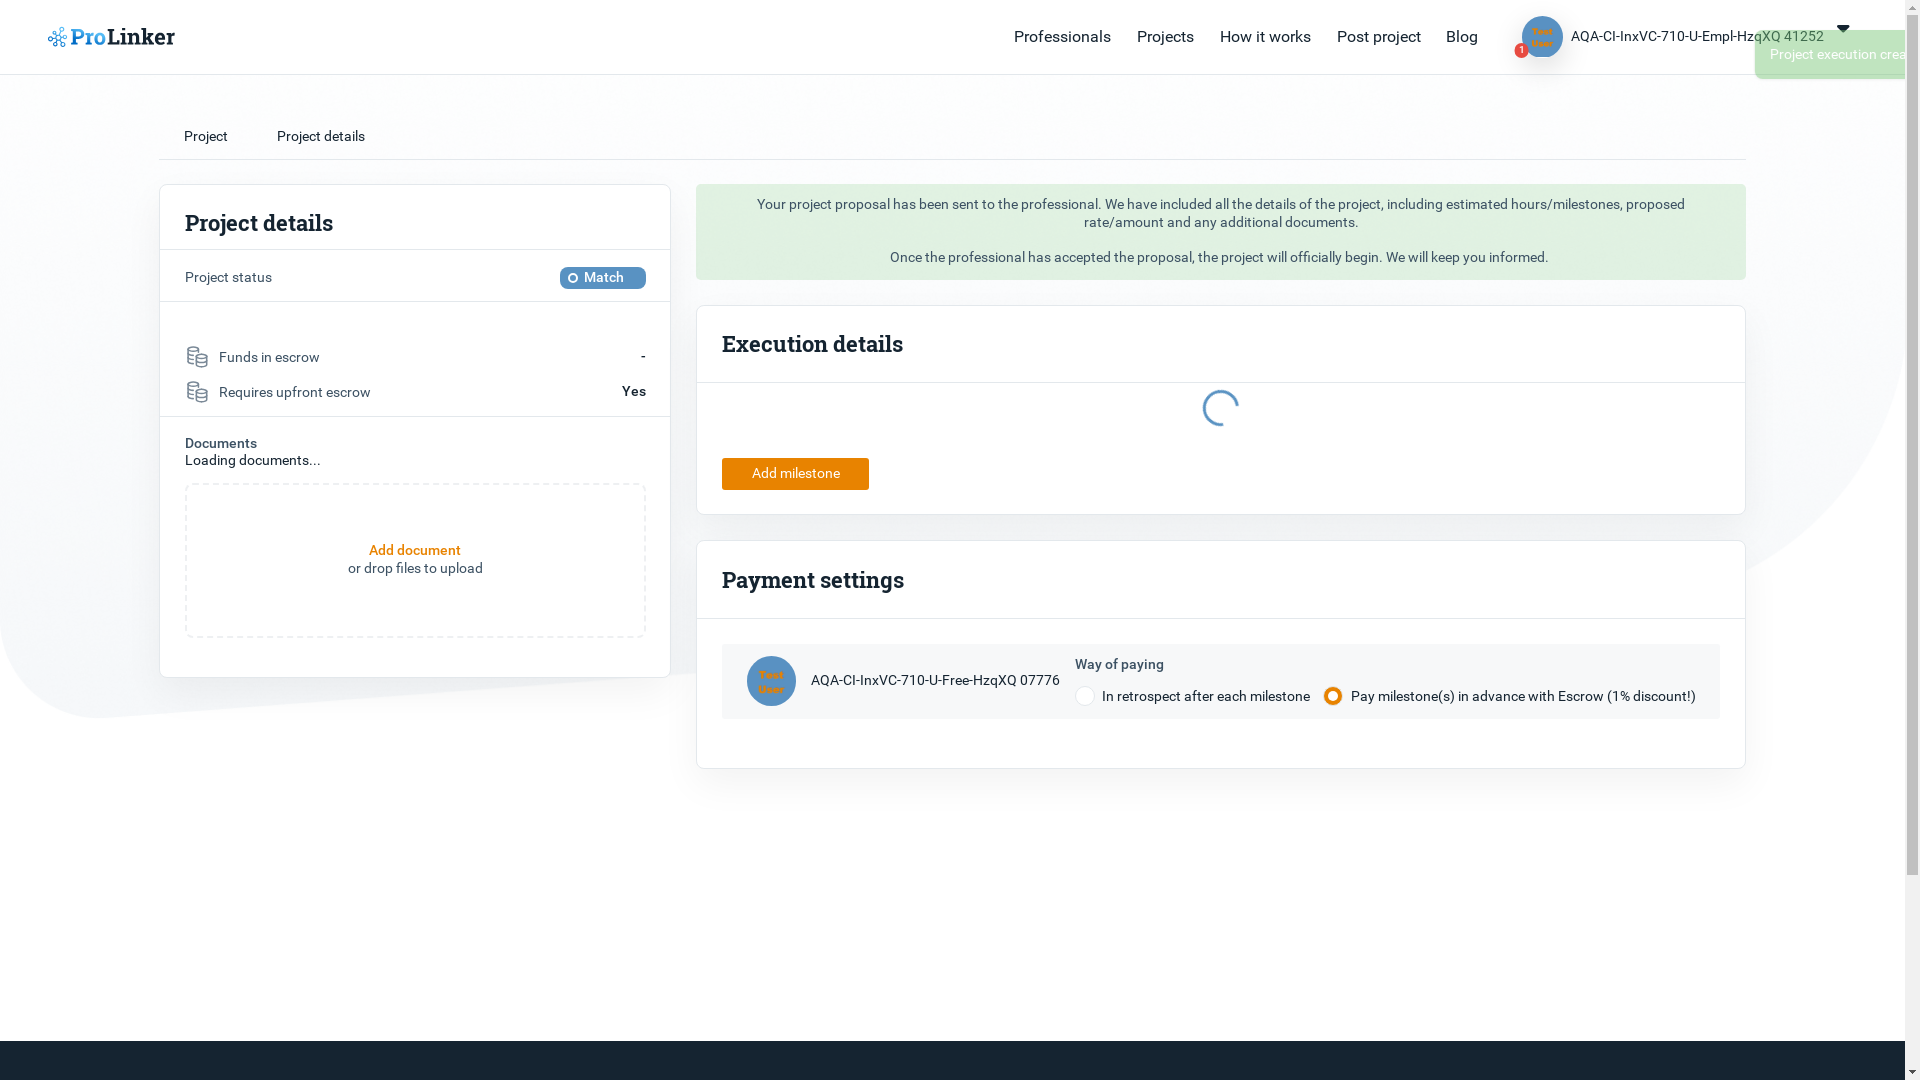 ProLinker
Professionals
Projects
How it works
Post project
Blog
Test
User
1
AQA-CI-InxVC-710-U-Empl-HzqXQ 41252
Project execution crea
Project
Project details
Project details
Project status
Match
Funds in escrow
-
Requires upfront escrow
Yes
Documents
Loading documents...
Add document
or drop files to upload
Your project proposal has been sent to the professional. We have included all the details of the project, including estimated hours/milestones, proposed
rate/amount and any additional documents.
Once the professional has accepted the proposal, the project will officially begin. We will keep you informed.
Execution details
Add milestone
Payment settings
Test
User
AQA-CI-InxVC-710-U-Free-HzqXQ 07776
Way of paying
In retrospect after each milestone
Pay milestone(s) in advance with Escrow (1% discount!)